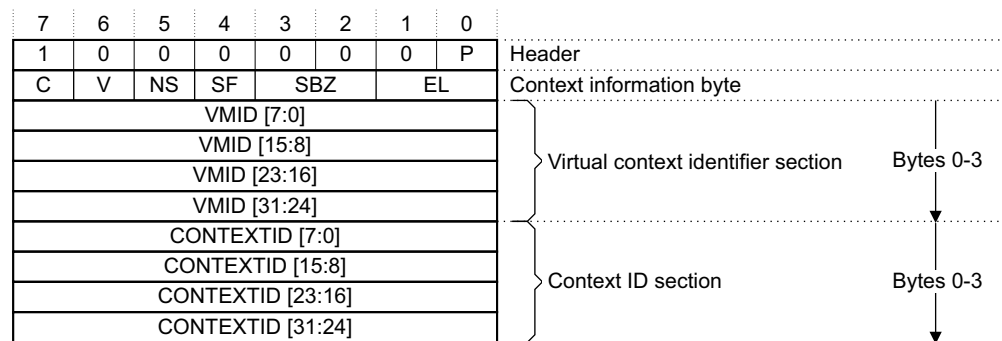 7 6 5 4 3 2 1 0
1 0 0 0 0 0 0 P Header
C V NS SF SBZ EL Context information byte
VMID [7:0]
VMID [15:8]
Virtual context identifier section Bytes 0-3
VMID [23:16]
VMID [31:24]
CONTEXTID [7:0]
CONTEXTID [15:8]
Context ID section Bytes 0-3
CONTEXTID [23:16]
CONTEXTID [31:24]